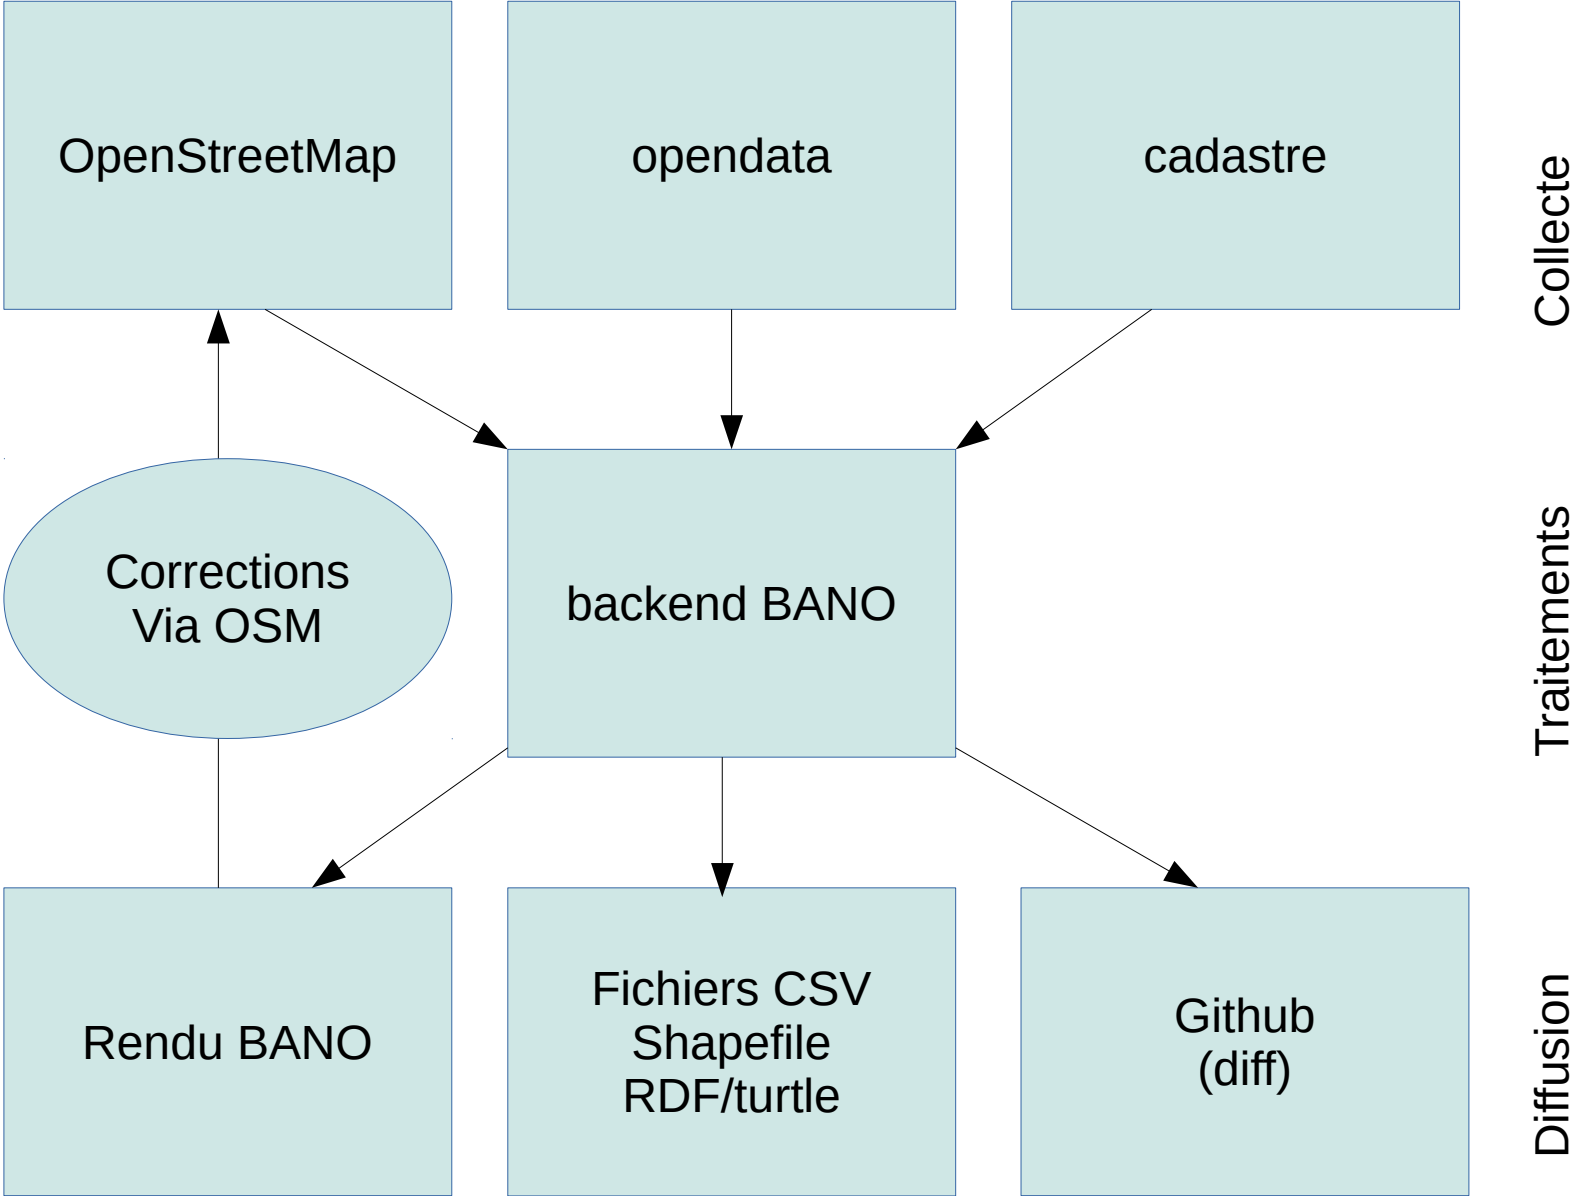 OpenStreetMap
opendata
cadastre
Collecte
Corrections
Via OSM
backend BANO
Traitements
Rendu BANO
Fichiers CSV
Shapefile
RDF/turtle
Github
(diff)
Diffusion